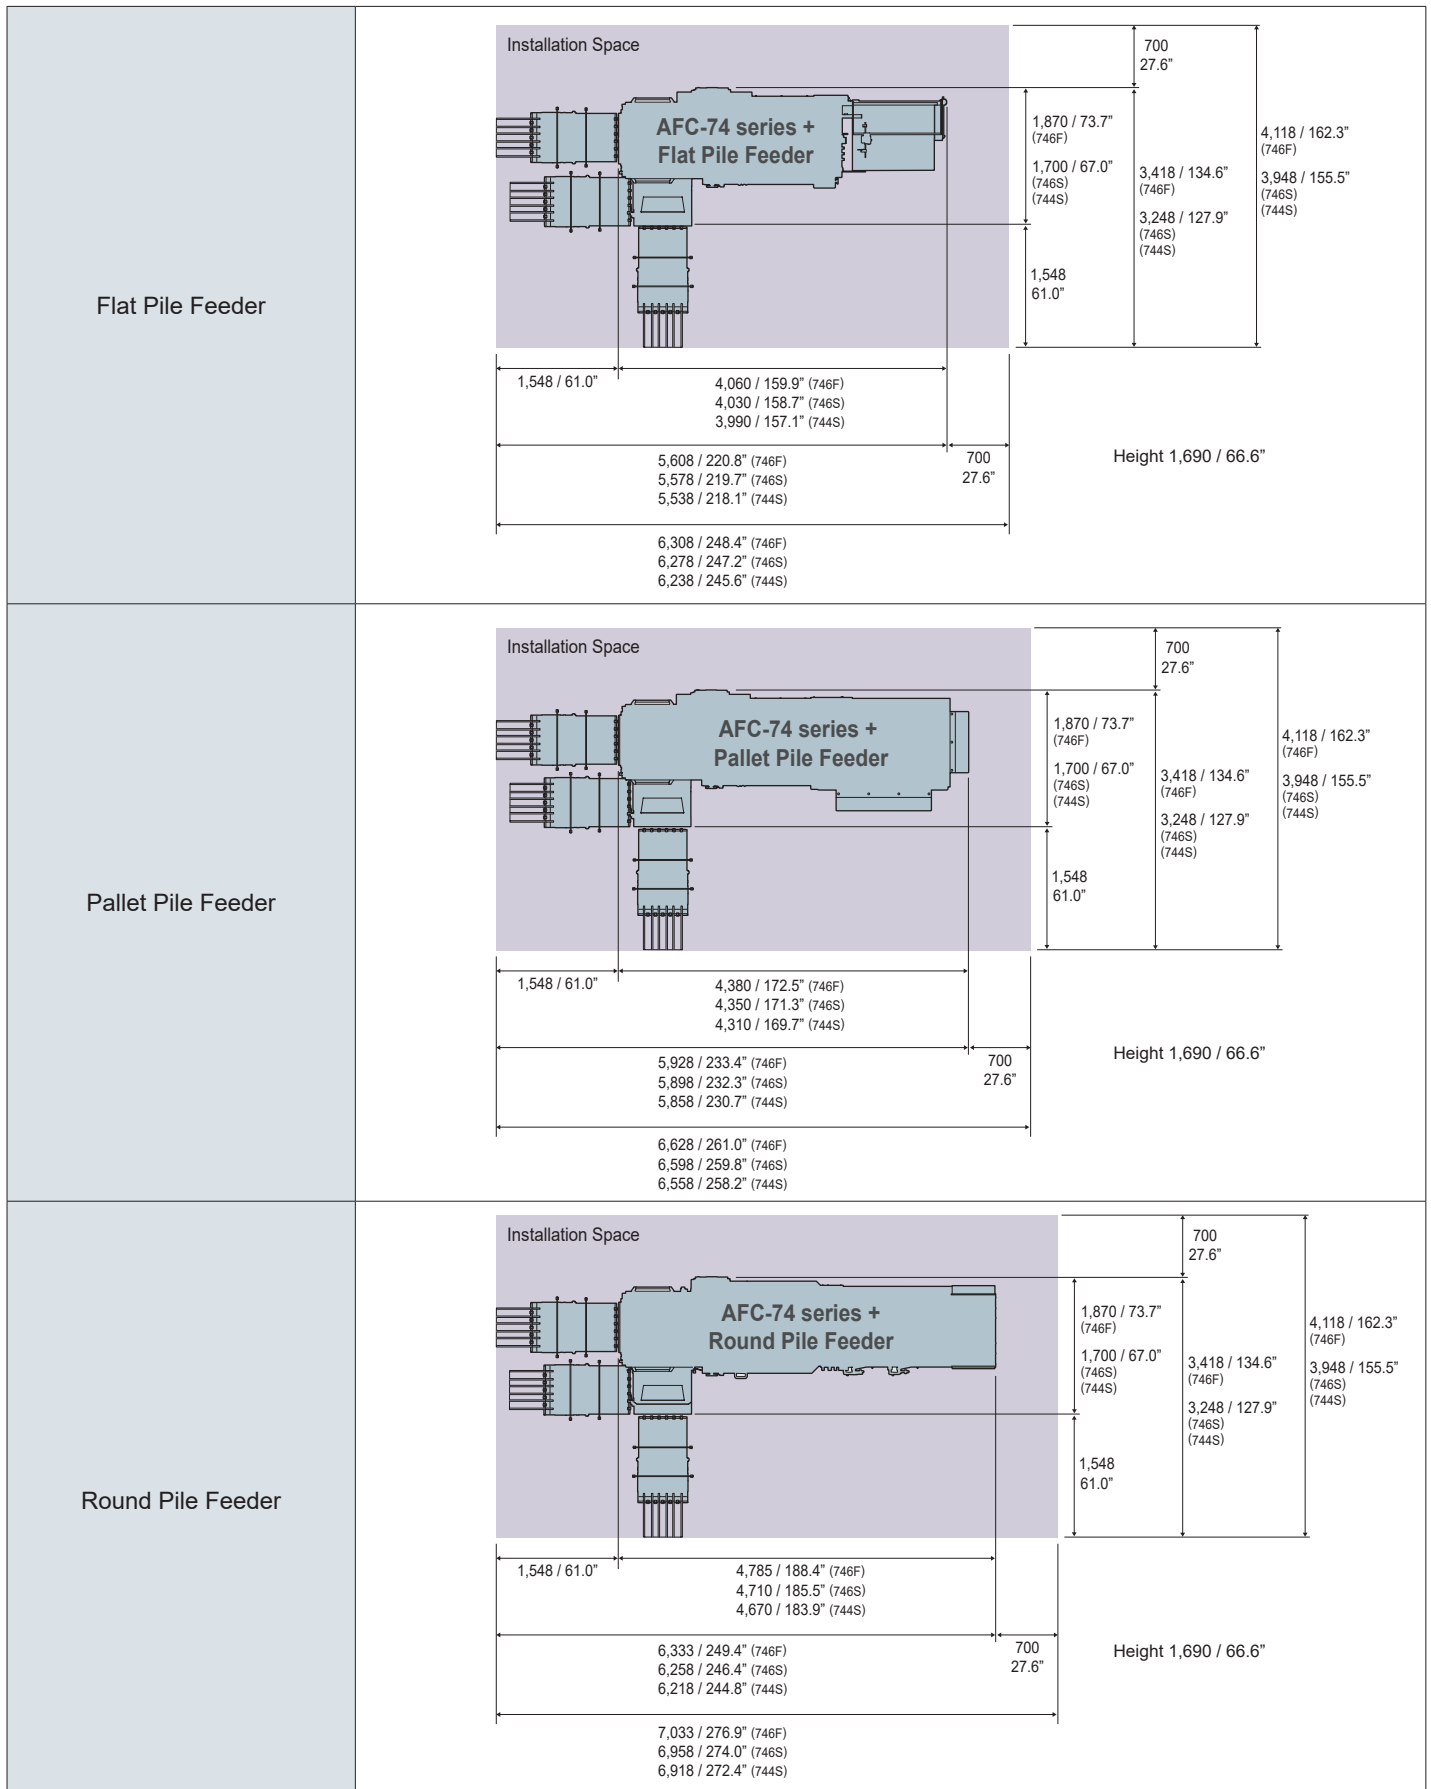 Flat Pile Feeder
Installation Space
AFC-74 series +
Flat Pile Feeder
700
27.6”
1,870 / 73.7”
(746F)
1,700 / 67.0”
(746S)
(744S)
3,418 / 134.6”
(746F)
3,248 / 127.9”
(746S)
(744S)
4,118 / 162.3”
(746F)
3,948 / 155.5”
(746S)
(744S)
1,548
61.0”
1,548 / 61.0”
4,060 / 159.9” (746F)
4,030 / 158.7” (746S)
3,990 / 157.1” (744S)
5,608 / 220.8” (746F)
5,578 / 219.7” (746S)
5,538 / 218.1” (744S)
700
27.6”
Height 1,690 / 66.6”
6,308 / 248.4” (746F)
6,278 / 247.2” (746S)
6,238 / 245.6” (744S)
Pallet Pile Feeder
Installation Space
AFC-74 series +
Pallet Pile Feeder
700
27.6”
1,870 / 73.7”
(746F)
1,700 / 67.0”
(746S)
(744S)
3,418 / 134.6”
(746F)
3,248 / 127.9”
(746S)
(744S)
4,118 / 162.3”
(746F)
3,948 / 155.5”
(746S)
(744S)
1,548
61.0”
1,548 / 61.0”
4,380 / 172.5” (746F)
4,350 / 171.3” (746S)
4,310 / 169.7” (744S)
5,928 / 233.4” (746F)
5,898 / 232.3” (746S)
5,858 / 230.7” (744S)
700
27.6”
Height 1,690 / 66.6”
6,628 / 261.0” (746F)
6,598 / 259.8” (746S)
6,558 / 258.2” (744S)
Round Pile Feeder
Installation Space
AFC-74 series +
Round Pile Feeder
700
27.6”
1,870 / 73.7”
(746F)
1,700 / 67.0”
(746S)
(744S)
3,418 / 134.6”
(746F)
3,248 / 127.9”
(746S)
(744S)
4,118 / 162.3”
(746F)
3,948 / 155.5”
(746S)
(744S)
1,548
61.0”
1,548 / 61.0”
4,785 / 188.4” (746F)
4,710 / 185.5” (746S)
4,670 / 183.9” (744S)
6,333 / 249.4” (746F)
6,258 / 246.4” (746S)
6,218 / 244.8” (744S)
700
27.6”
Height 1,690 / 66.6”
7,033 / 276.9” (746F)
6,958 / 274.0” (746S)
6,918 / 272.4” (744S)